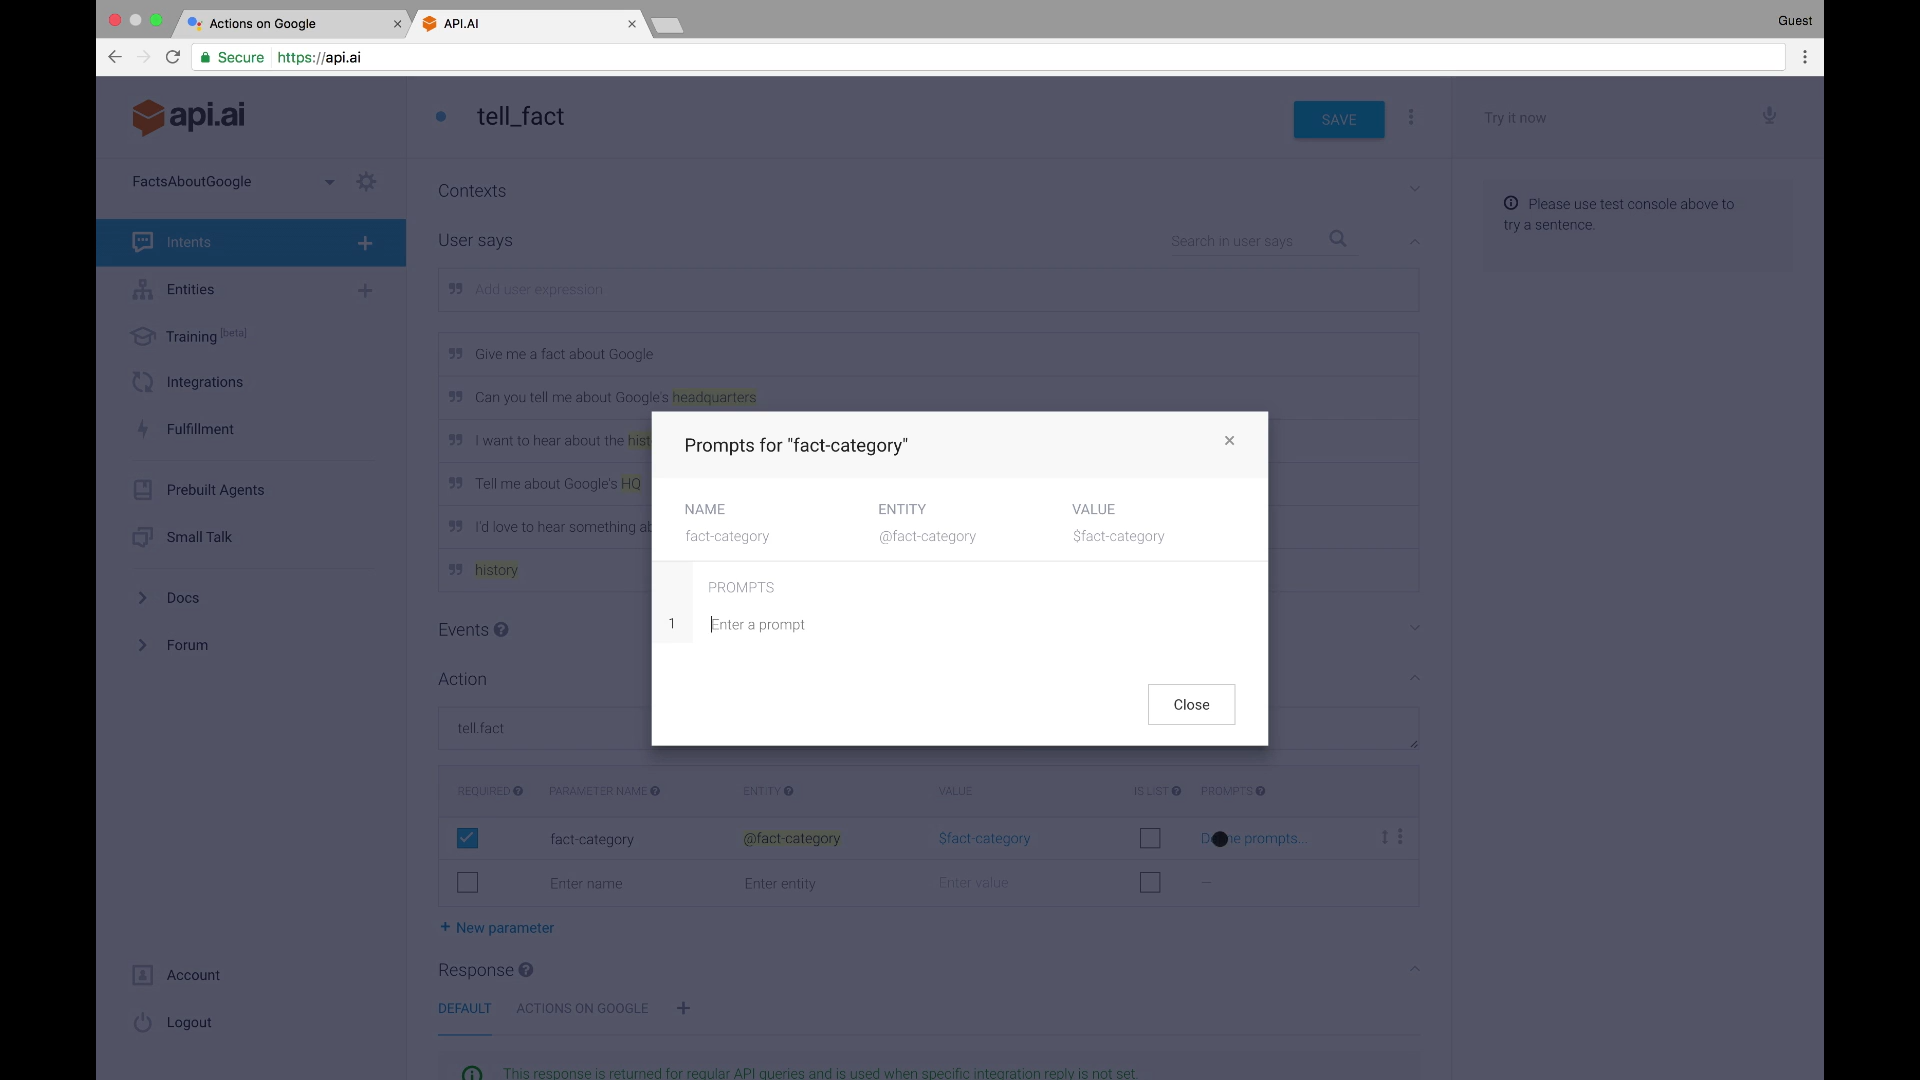 Actions on Google
API.AI
Guest
Secure https://api.ai
api.ai
tell_fact
SAVE
Try it now
FactsAboutGoogle
Contexts
Please use test console above to
try a sentence.
Intents
User says
Search in user says
Entities
Add user expression
Training [beta]
Give me a fact about Google
Integrations
Can you tell me about Google's headquarters
Fulfillment
I want to hear about the
Prompts for "fact-category"
Prebuilt Agents
Tell me about Google's HQ
NAME ENTITY VALUE
fact-category @fact-category $fact-category
Small Talk
I'd love to hear something
history
PROMPTS
Docs
1 Enter a prompt
Events
Forum
Action
Close
tell.fact
REQUIRED PARAMETER NAME ENTITY VALUE IS LIST PROMPTS
fact-category @fact-category $fact-category prompts...
Enter name Enter entity Enter value –
+ New parameter
Response
Account
DEFAULT ACTIONS ON GOOGLE
Logout
This response is returned for regular API queries and is used when specific integration reply is not set.